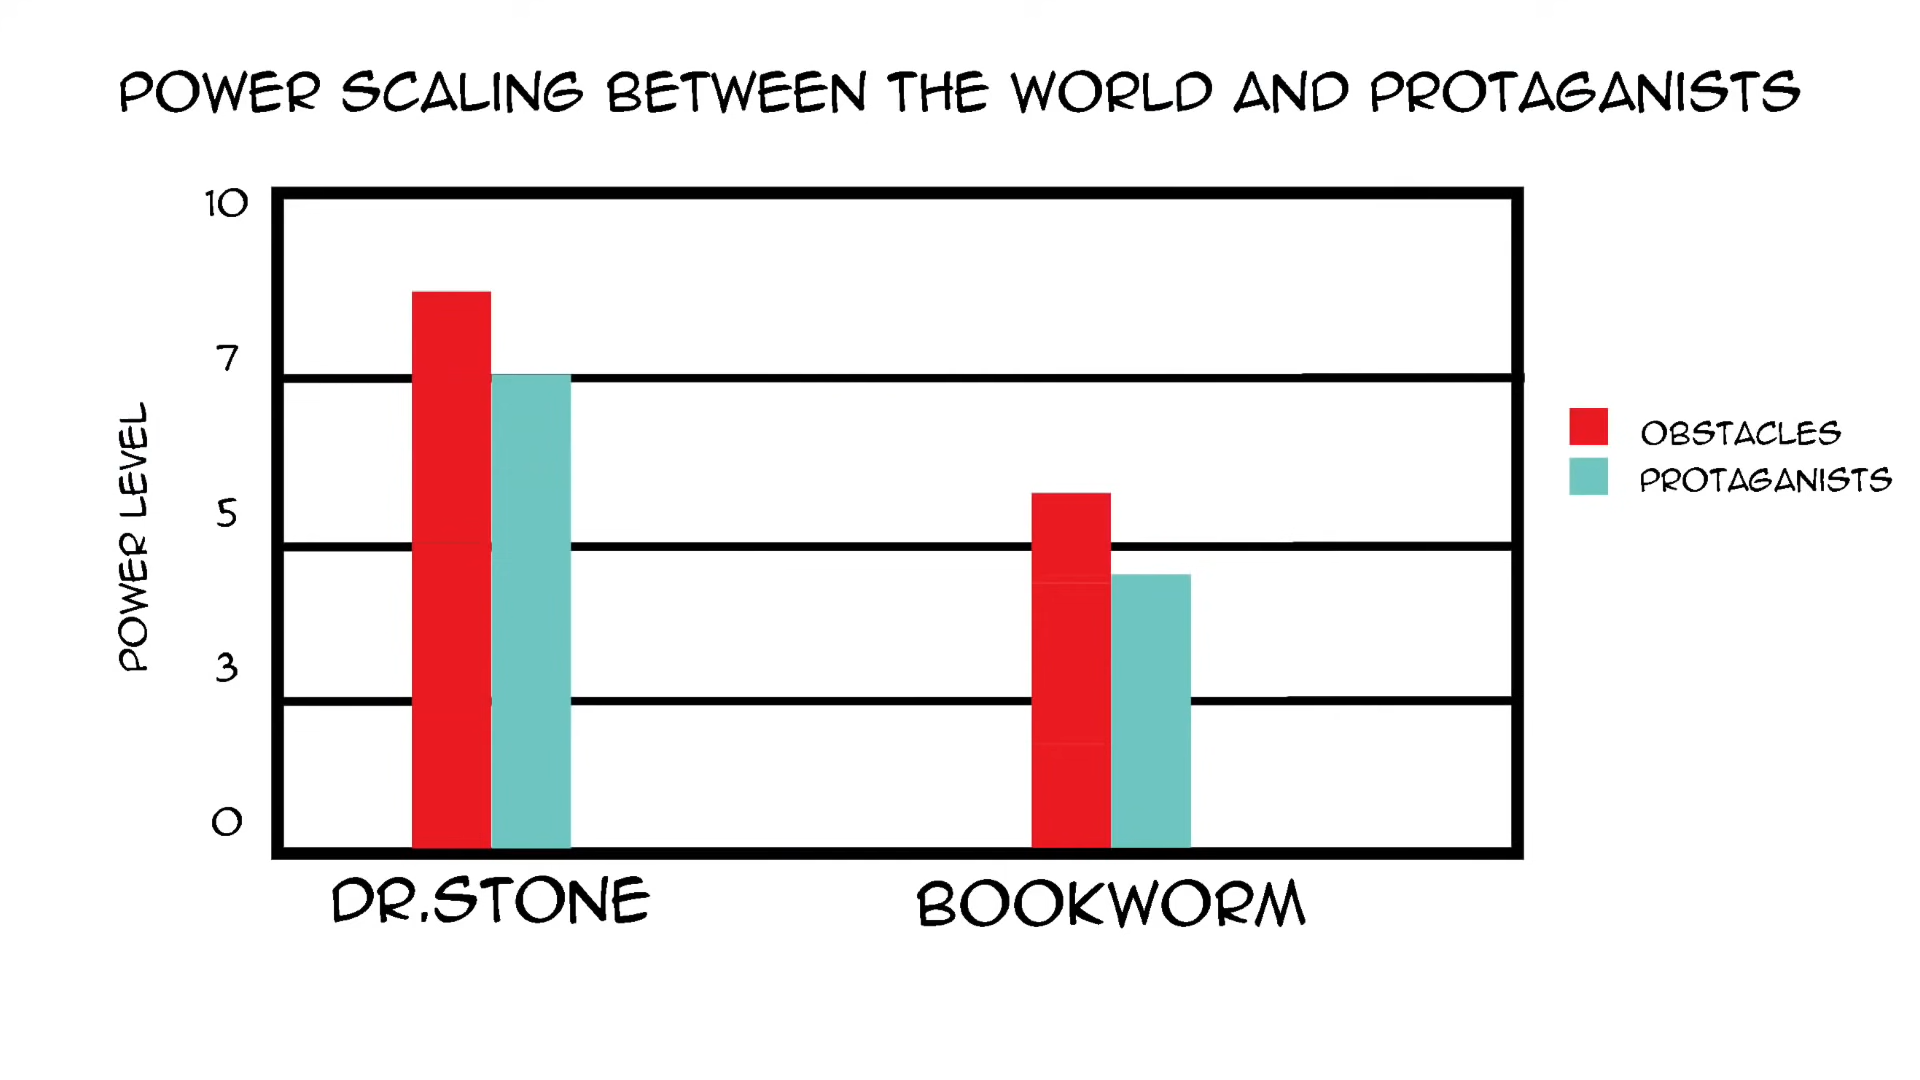 POWER SCALING BETWEEN THE WORLD AND PROTAGANISTS
10
7
5
3
0
POWER LEVEL
OBSTACLES
PROTAGANISTS
DR.STONE
BOOKWORM